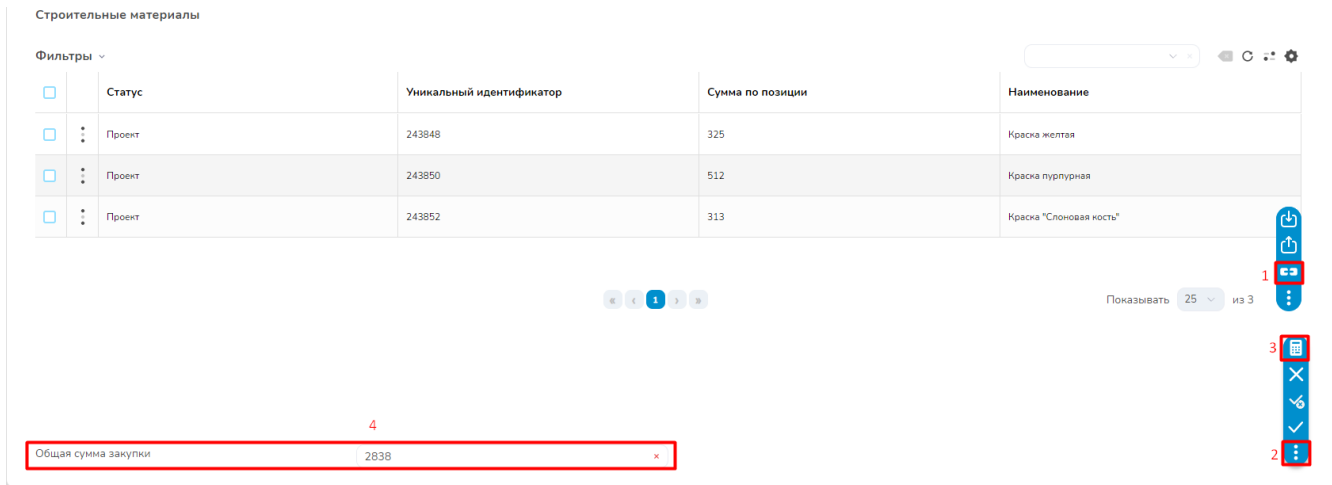 Строительные материалы
Фильтры
Статус Уникальный идентификатор Сумма по позиции Наименование
Проект 243848 325 Краска желтая
Проект 243850 512 Краска пурпурная
Проект 243852 313 Краска "Слоновая кость"
1
« ‹ 1 › » Показывать 25 из 3
3
4
Общая сумма закупки 2838 ×
2